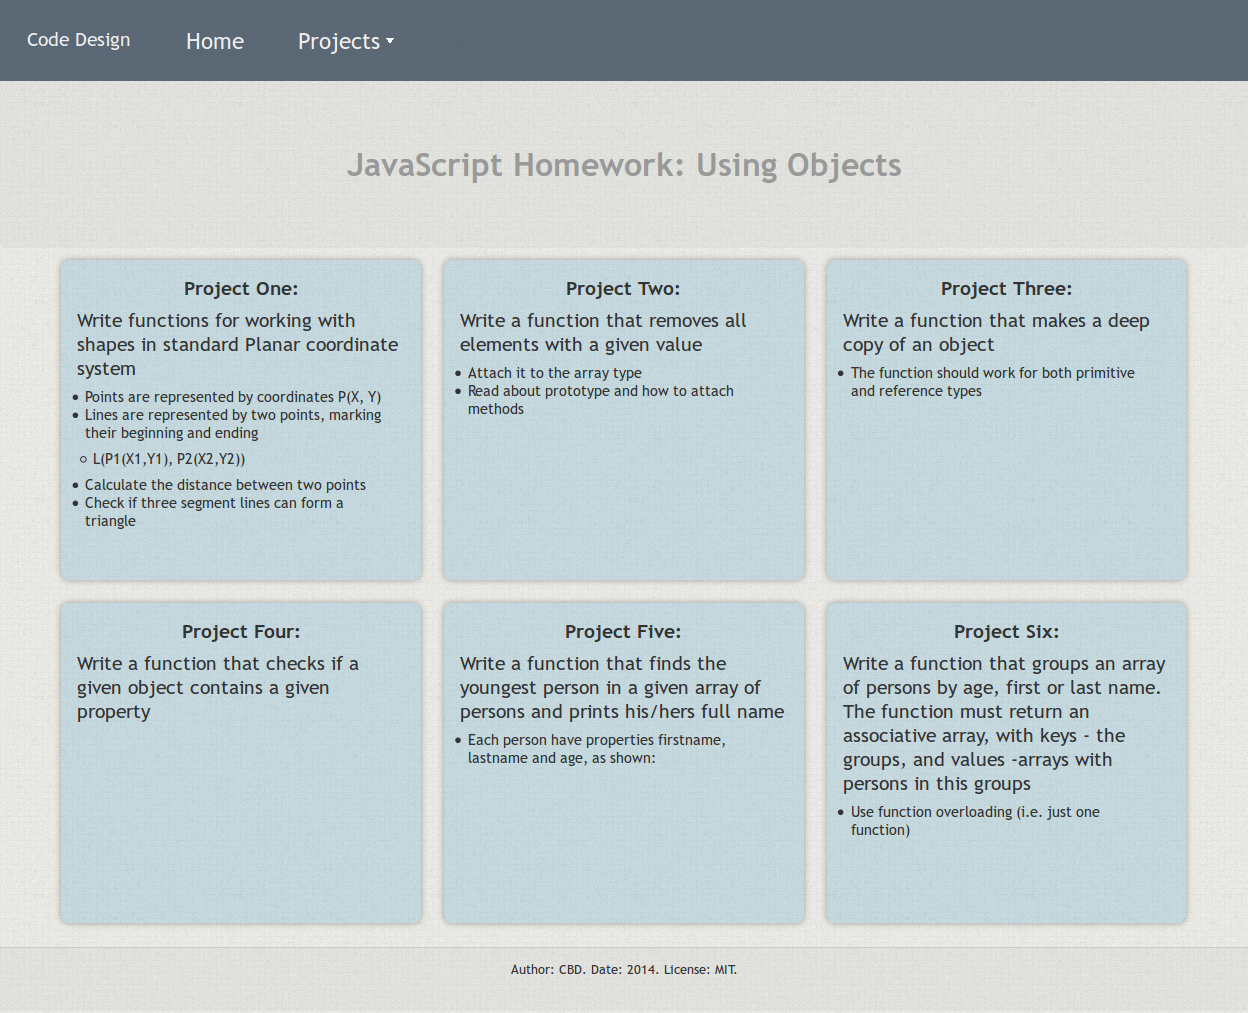 Code Design
Home
Projects
JavaScript Homework: Using Objects
Project One:
Write functions for working with
shapes in standard Planar coordinate
system
Points are represented by coordinates P(X, Y)
Lines are represented by two points, marking
their beginning and ending
L(P1(X1,Y1), P2(X2,Y2))
Calculate the distance between two points
Check if three segment lines can form a
triangle
Project Two:
Write a function that removes all
elements with a given value
Attach it to the array type
Read about prototype and how to attach
methods
Project Three:
Write a function that makes a deep
copy of an object
The function should work for both primitive
and reference types
Project Four:
Write a function that checks if a
given object contains a given
property
Project Five:
Write a function that finds the
youngest person in a given array of
persons and prints his/hers full name
Each person have properties firstname,
lastname and age, as shown:
Project Six:
Write a function that groups an array
of persons by age, first or last name.
The function must return an
associative array, with keys - the
groups, and values -arrays with
persons in this groups
Use function overloading (i.e. just one
function)
Author: CBD. Date: 2014. License: MIT.